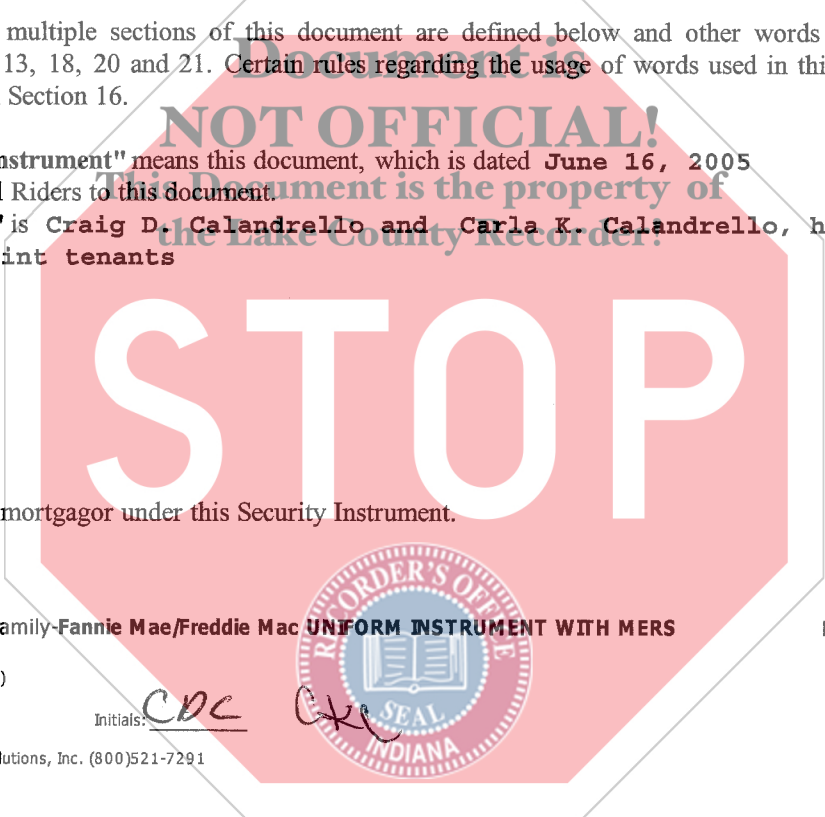 multiple sections of this document are defined below and other words
Document is
13, 18, 20 and 21. Certain rules regarding the usage of words used in thi
Section 16.
NOT OFFICIAL!
nstrument" means this document, which is dated June 16, 2005
This Document is the property of
Riders to this document.
the Lake County Recorder!
is Craig D. Calandrello and Carla K. Calandrello, h
int tenants
STOP
mortgagor under this Security Instrument.
RECORDER'S OFFICE
amily-Fannie Mae/Freddie Mac UNIFORM INSTRUMENT WITH MERS
)
Initials: CDC CKC
SEAL
INDIANA
lutions, Inc. (800)521-7291